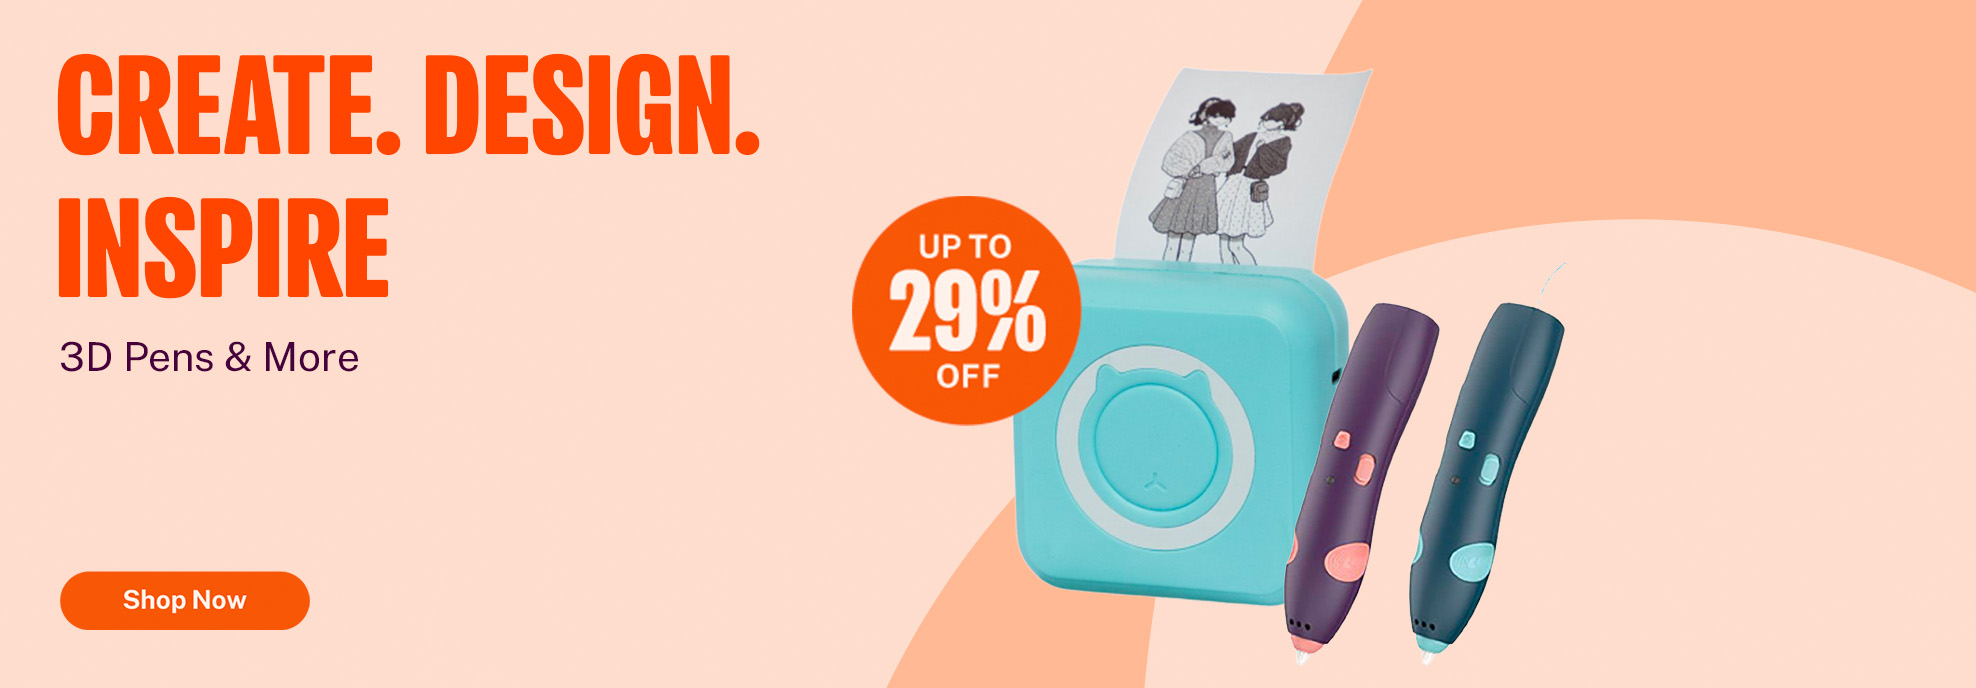 CREATE. DESIGN.
INSPIRE
3D Pens & More
UP TO
29%
OFF
Shop Now